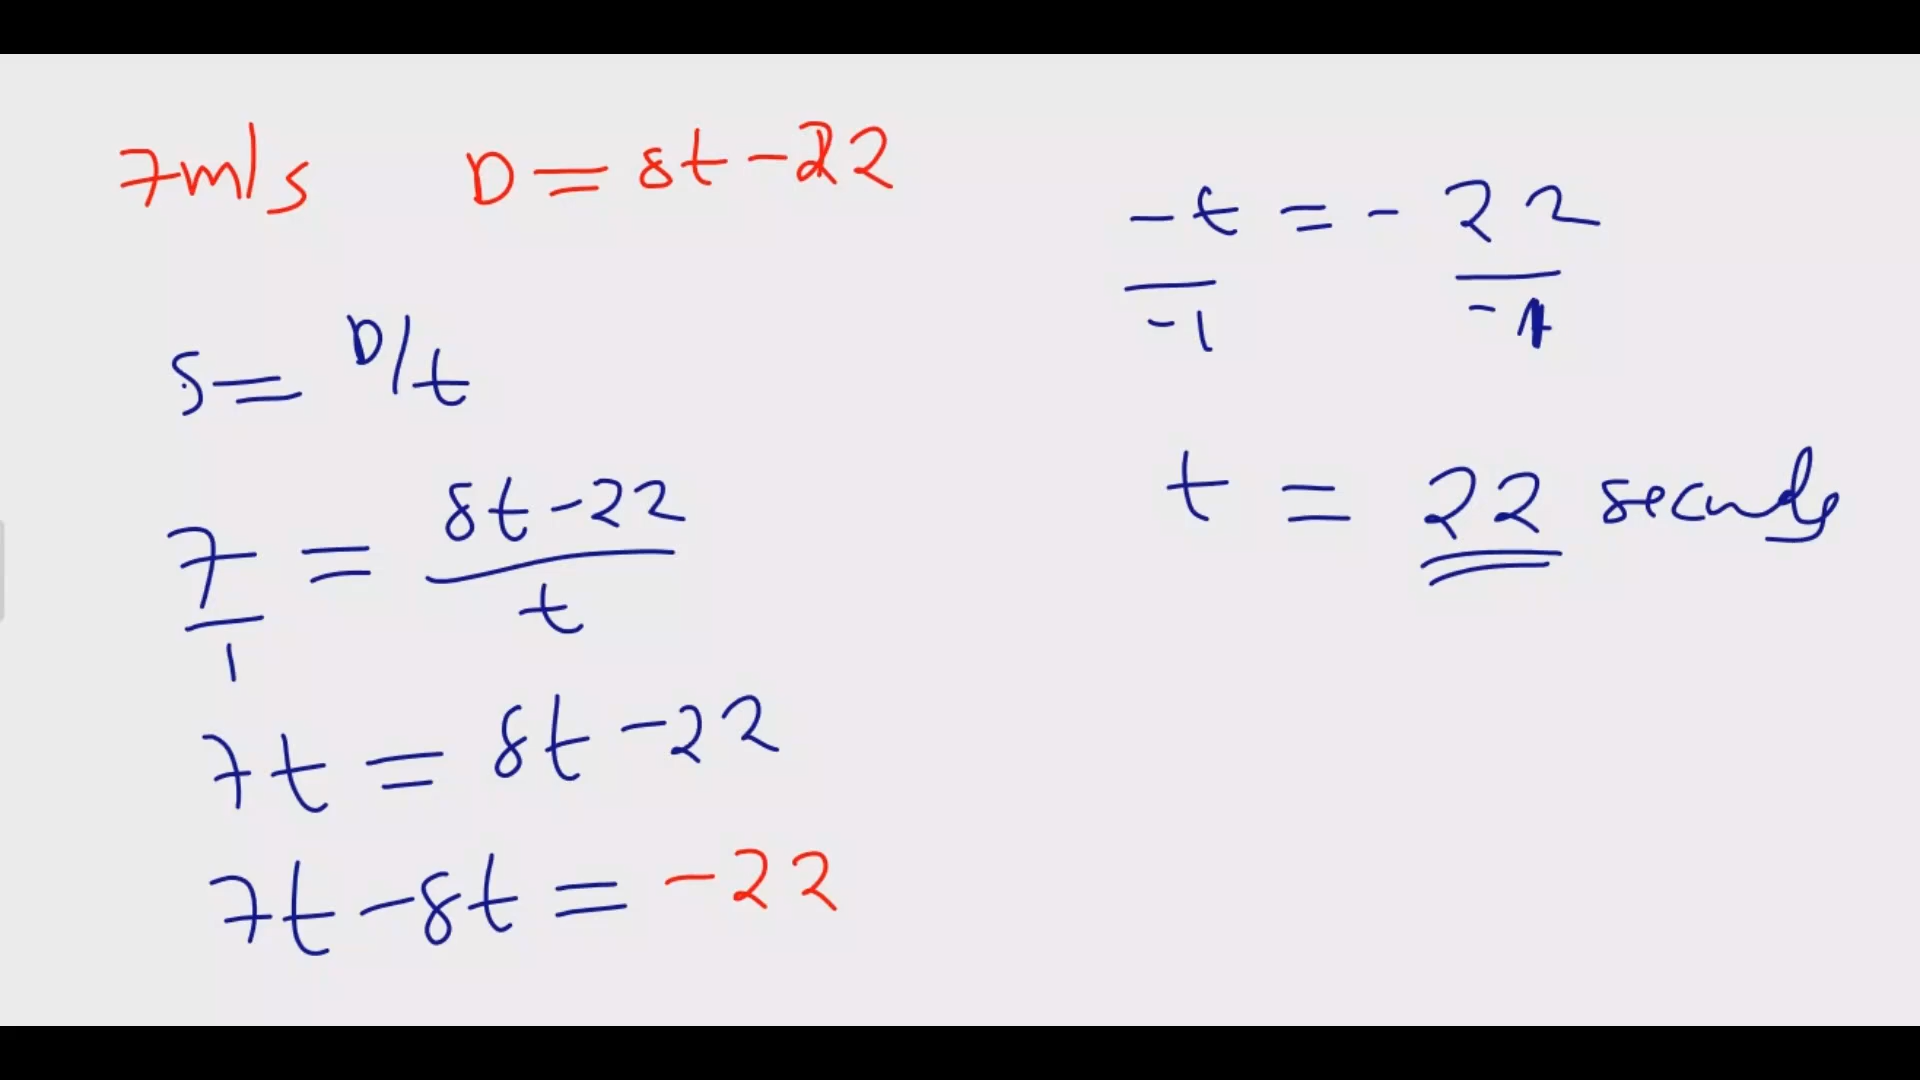 7m/s D = 8t - 22
s = D/t
7/1 = (8t - 22)/t
7t = 8t - 22
7t - 8t = -22
-t/-1 = -22/-1
t = 22 seconds